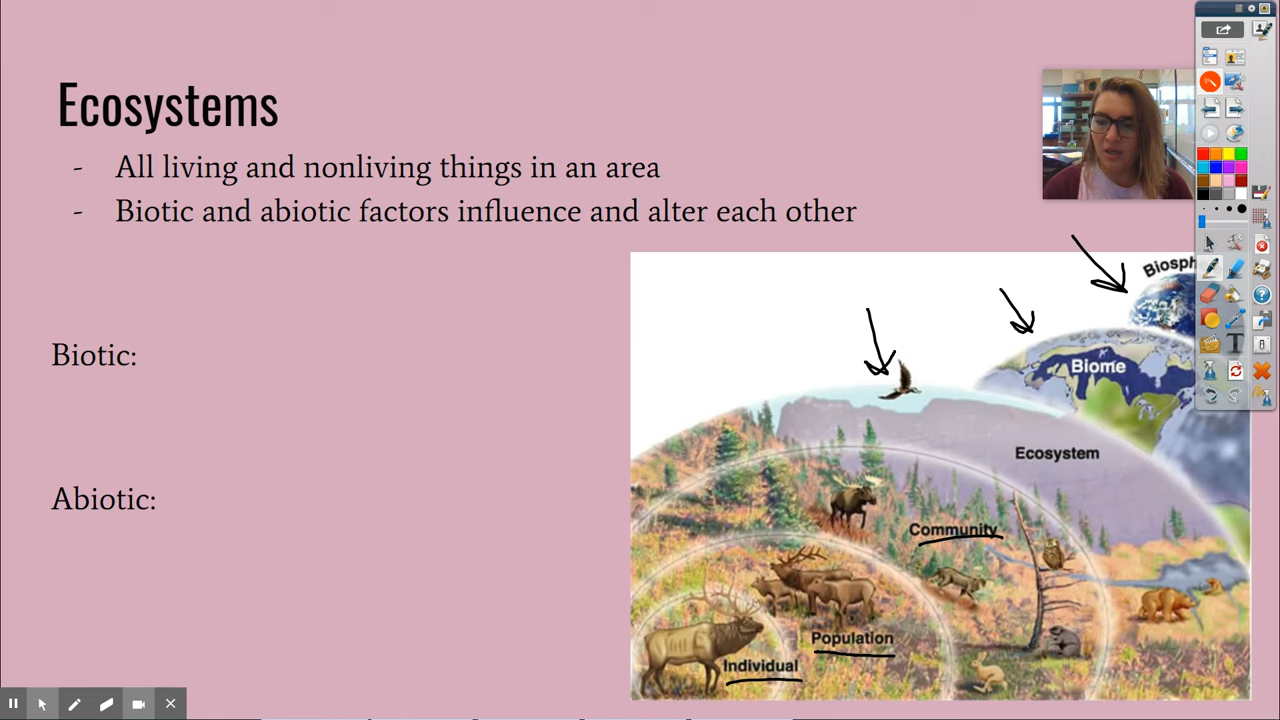 Ecosystems
- All living and nonliving things in an area
- Biotic and abiotic factors influence and alter each other
Biosph
Biotic:
Biome
Ecosystem
Abiotic:
Community
Population
Individual